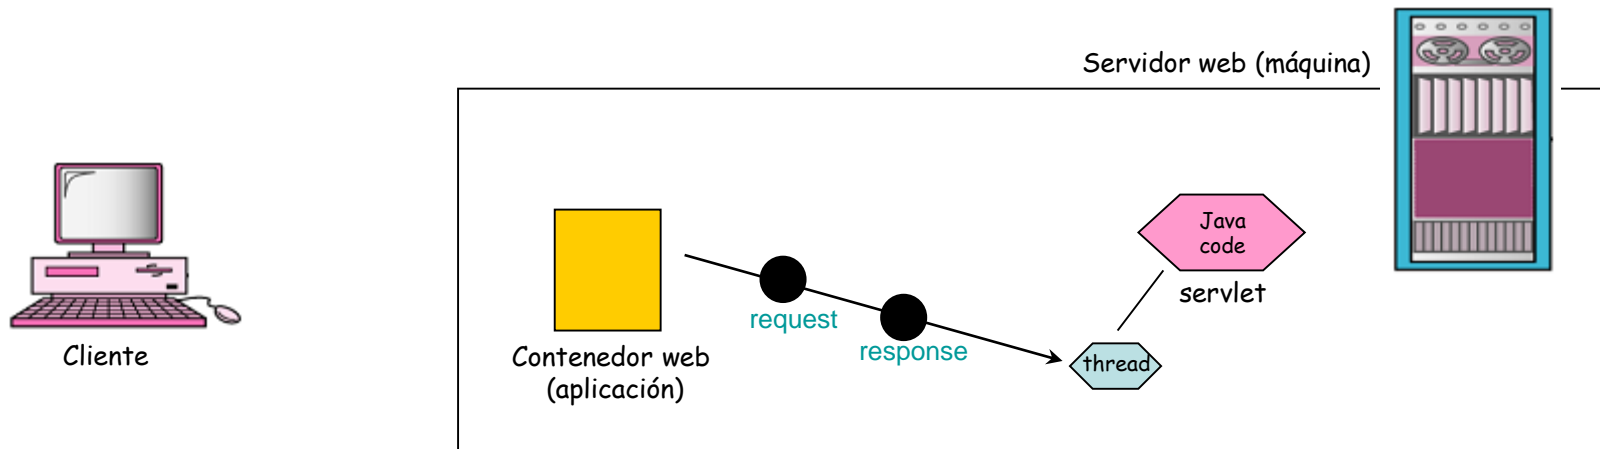 Servidor web (máquina)
Java
code
servlet
request
response
thread
Cliente
Contenedor web
(aplicación)